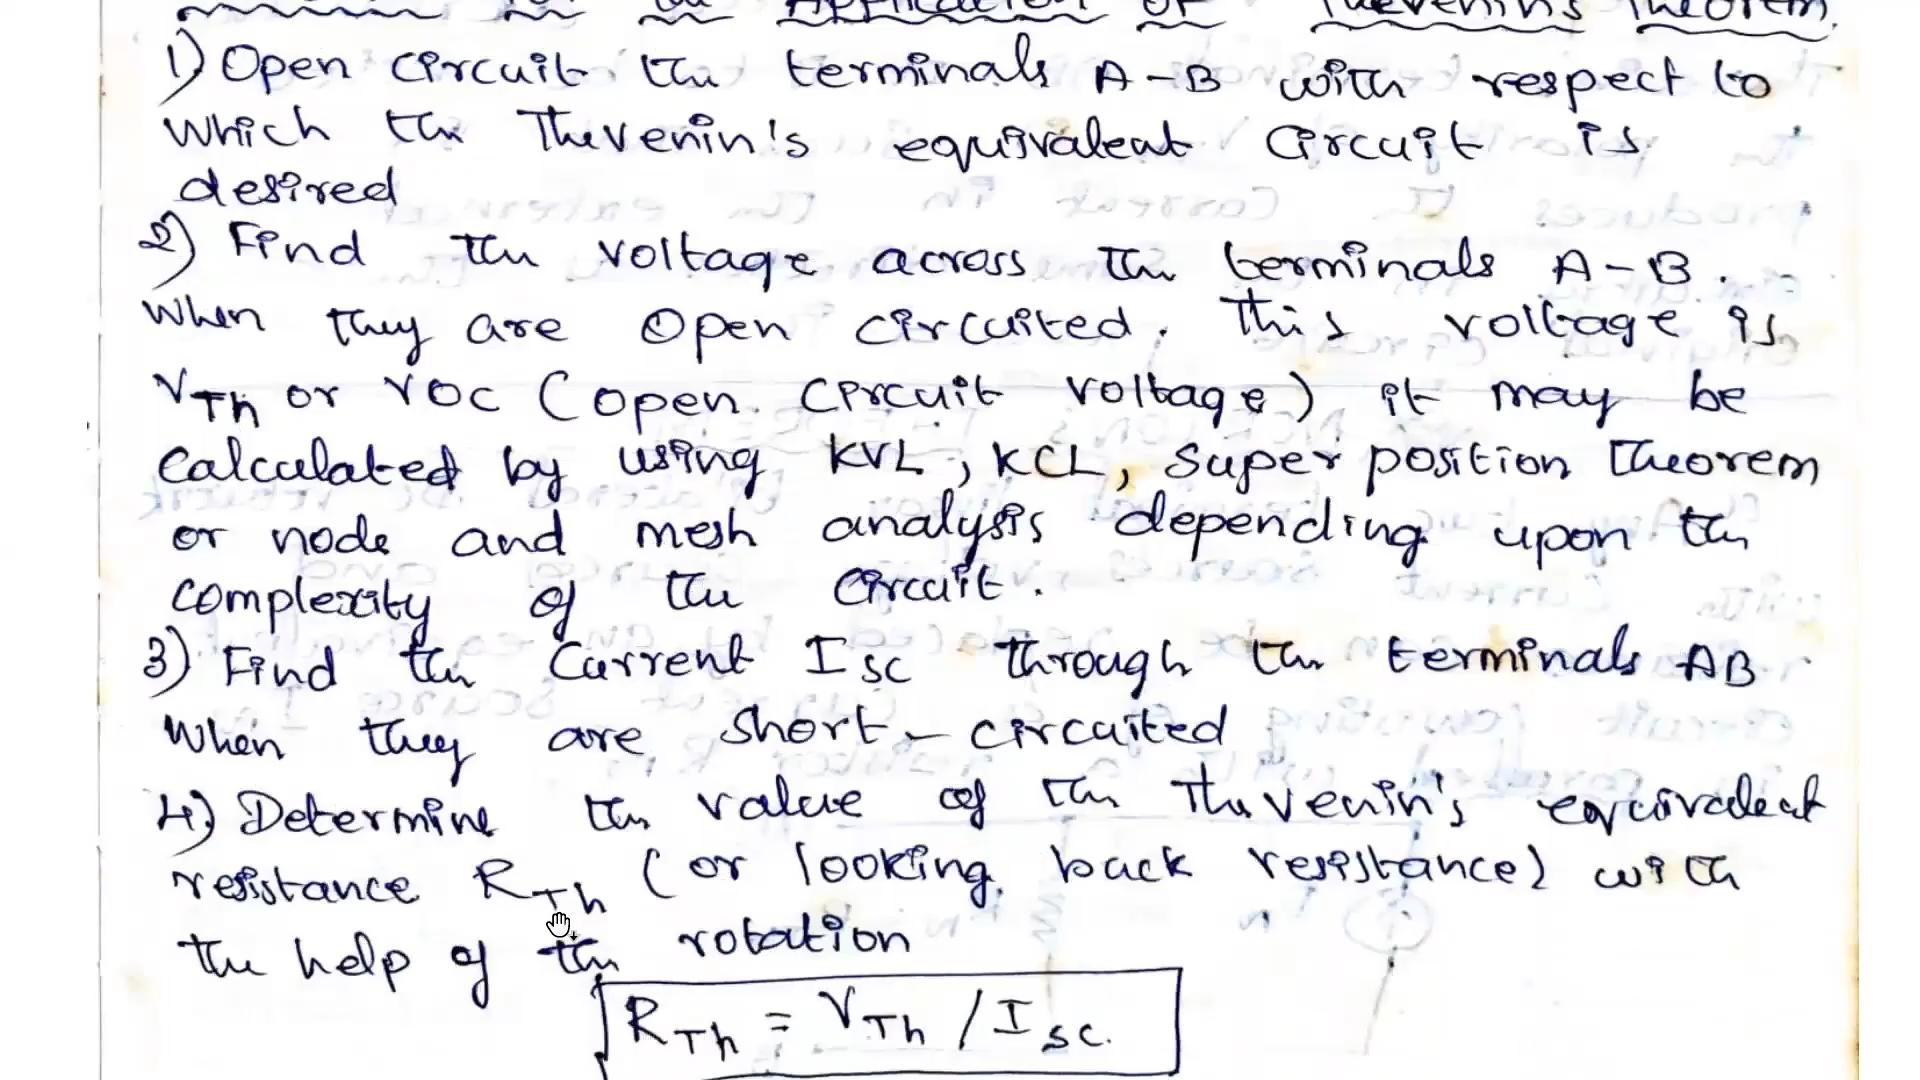 Application of Thevenin's Theorem.
1) Open circuit the terminals A-B with respect to
which the Thevenin's equivalent circuit is
desired
2) Find the voltage across the terminals A-B.
when they are open circuited. This voltage is
VTh or VOC (open circuit voltage) it may be
calculated by using KVL, KCL, Super position theorem
or node and mesh analysis depending upon the
complexity of the circuit.
3) Find the current Isc through the terminals AB
when they are short-circuited
4) Determine the value of the Thevenin's equivalent
resistance RTh (or looking back resistance) with
the help of the rotation
RTh = VTh / Isc.